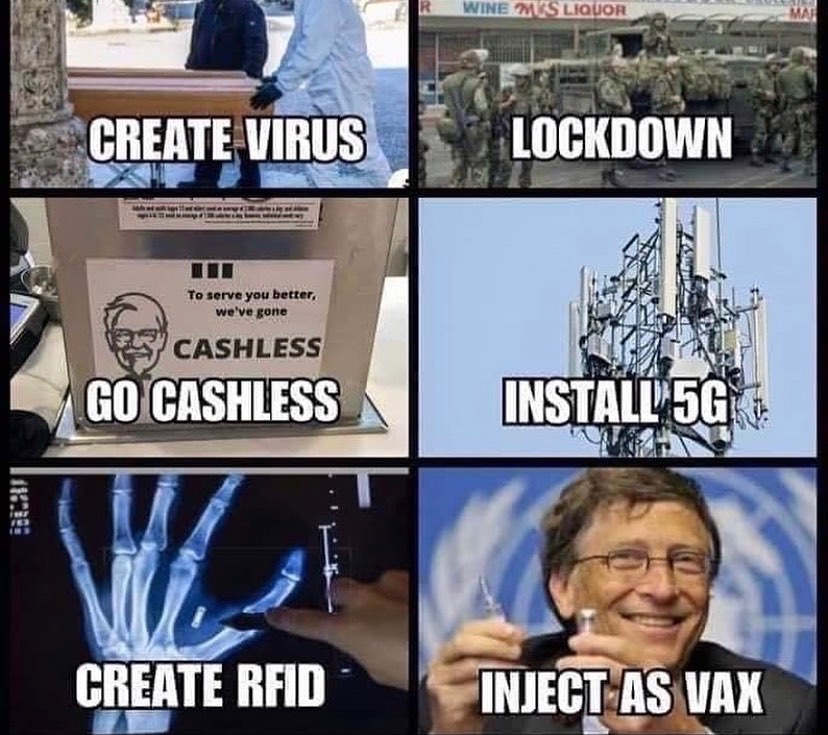 R WINE M&S LIQUOR MAR
CREATE VIRUS
LOCKDOWN
To serve you better,
we've gone
CASHLESS
GO CASHLESS
INSTALL 5G
CREATE RFID
INJECT AS VAX